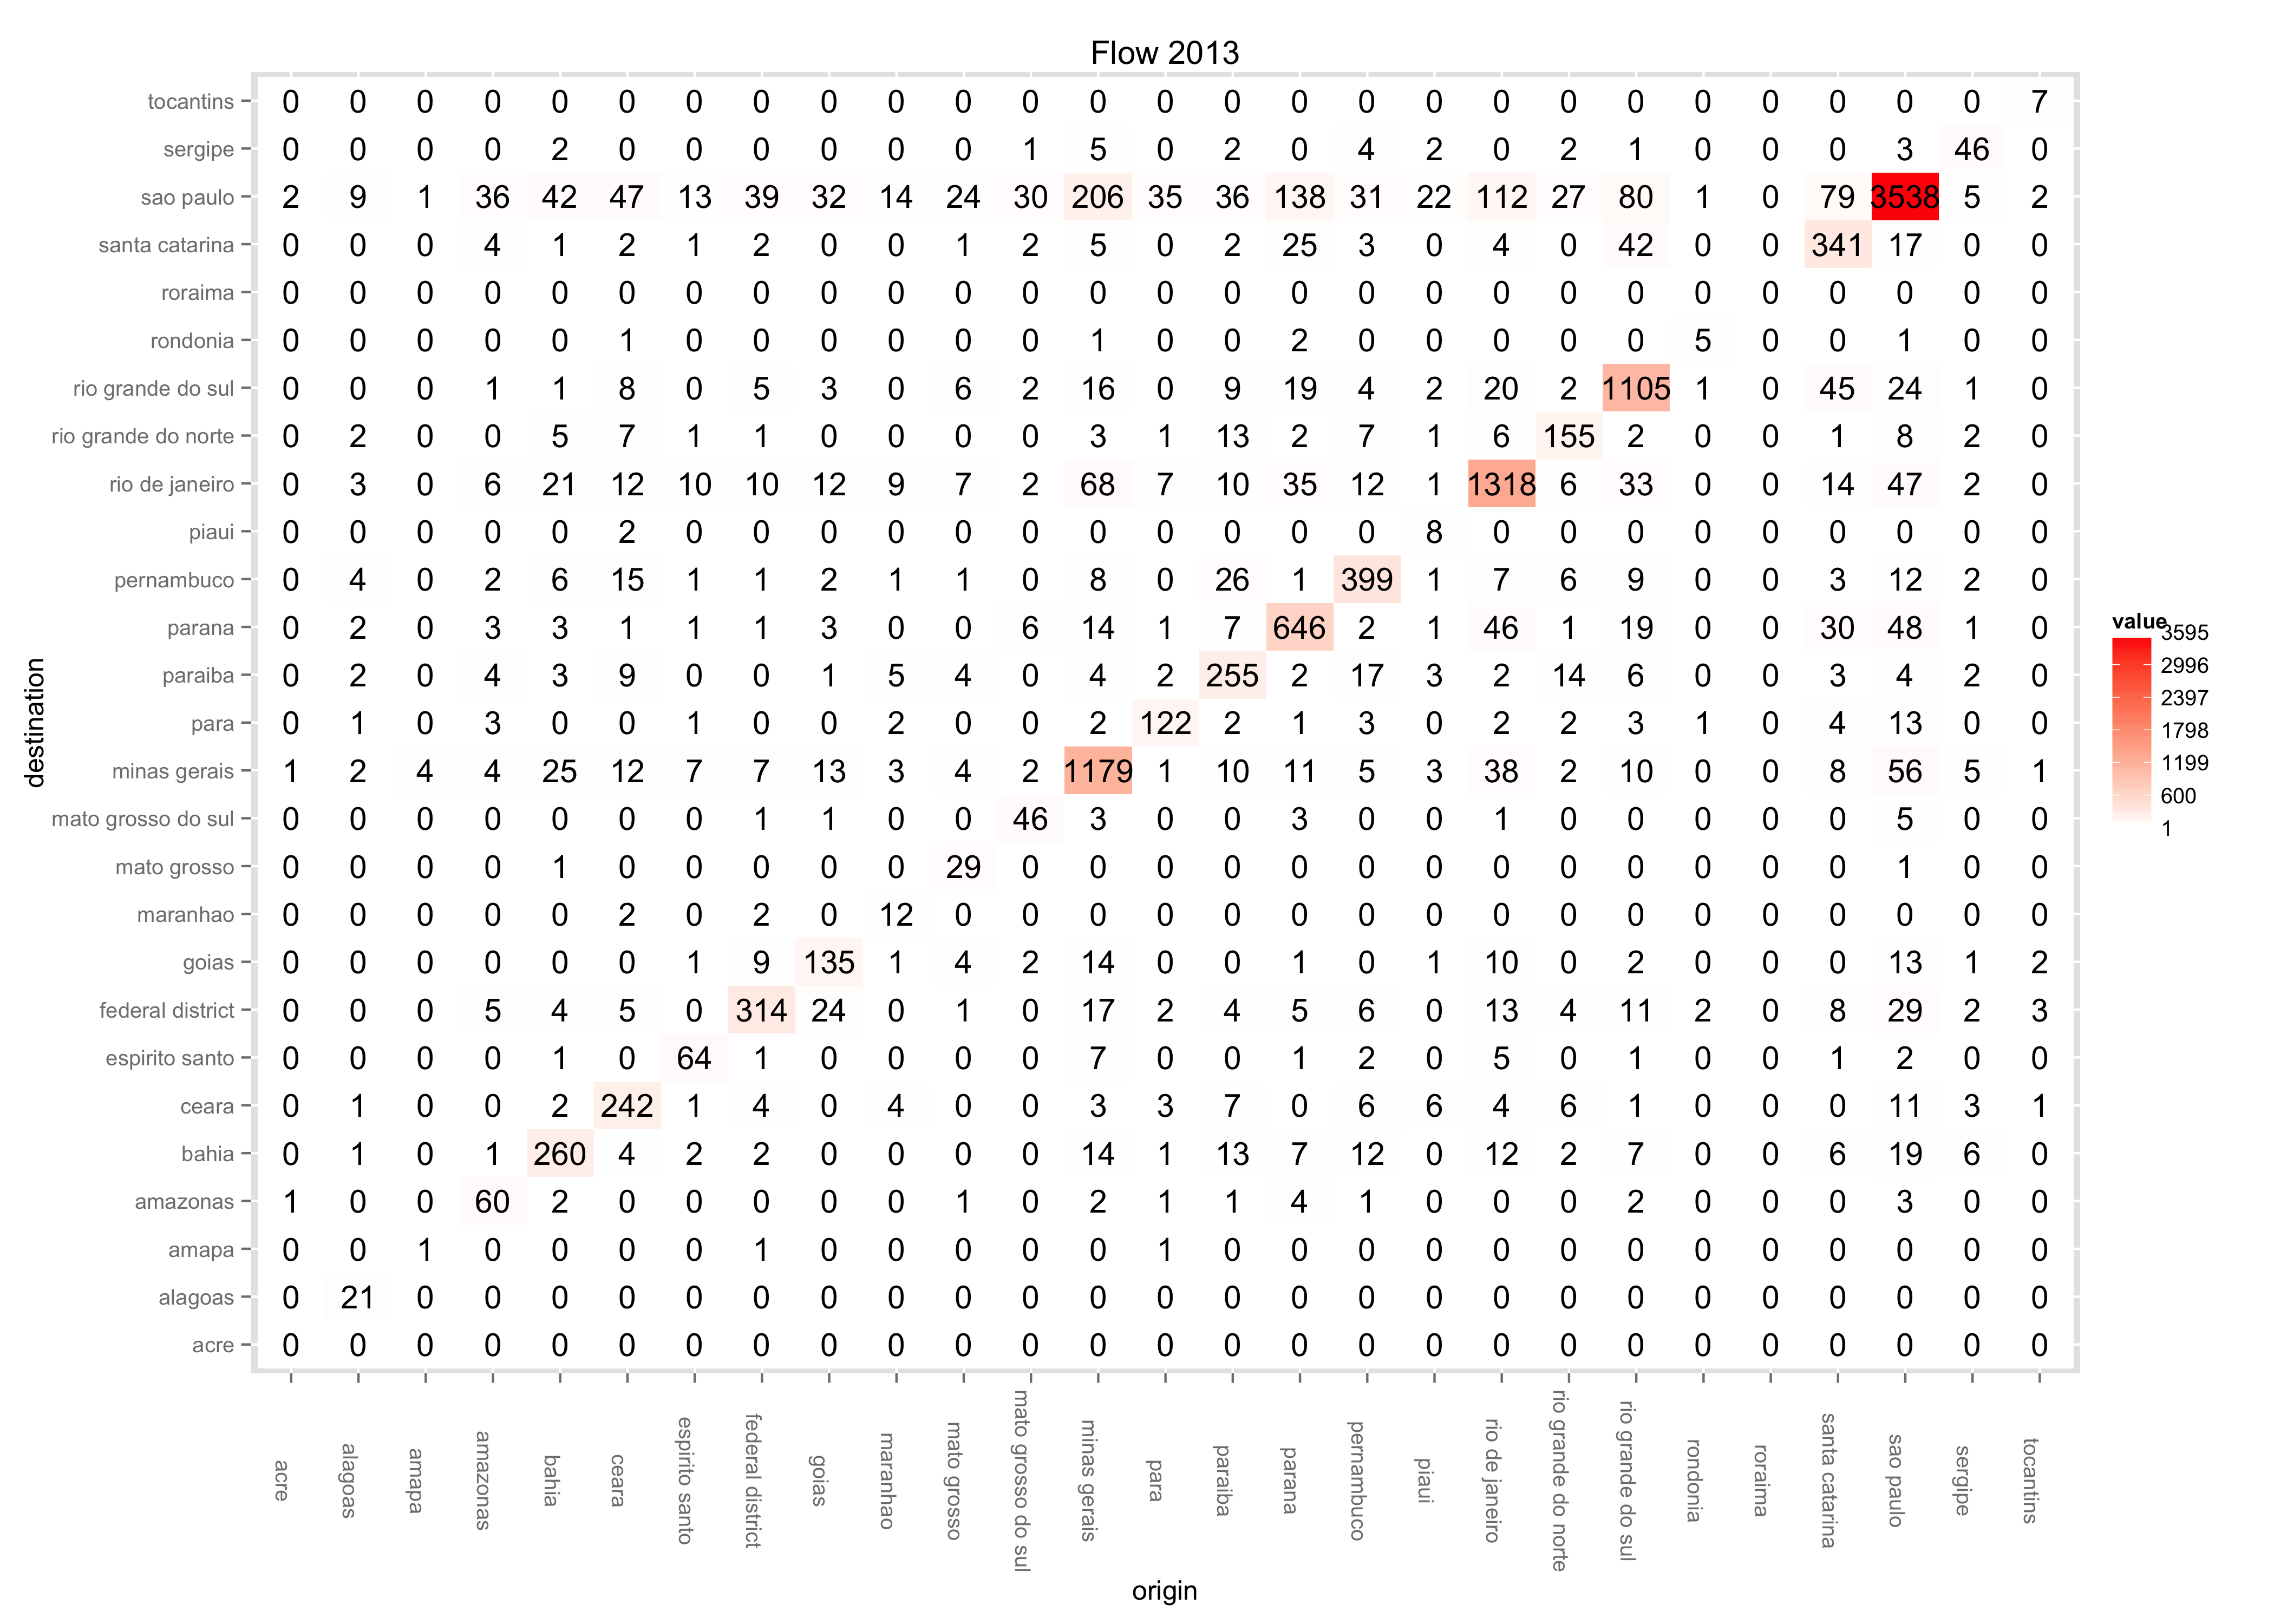 Flow 2013
tocantins 0 0 0 0 0 0 0 0 0 0 0 0 0 0 0 0 0 0 0 0 0 0 0 0 0 0 7
sergipe 0 0 0 0 2 0 0 0 0 0 0 1 5 0 2 0 4 2 0 2 1 0 0 0 3 46 0
sao paulo 2 9 1 36 42 47 13 39 32 14 24 30 206 35 36 138 31 22 112 27 80 1 0 79 3538 5 2
santa catarina 0 0 0 4 1 2 1 2 0 0 1 2 5 0 2 25 3 0 4 0 42 0 0 341 17 0 0
roraima 0 0 0 0 0 0 0 0 0 0 0 0 0 0 0 0 0 0 0 0 0 0 0 0 0 0 0
rondonia 0 0 0 0 0 1 0 0 0 0 0 0 1 0 0 2 0 0 0 0 0 5 0 0 1 0 0
rio grande do sul 0 0 0 1 1 8 0 5 3 0 6 2 16 0 9 19 4 2 20 2 1105 1 0 45 24 1 0
rio grande do norte 0 2 0 0 5 7 1 1 0 0 0 0 3 1 13 2 7 1 6 155 2 0 0 1 8 2 0
rio de janeiro 0 3 0 6 21 12 10 10 12 9 7 2 68 7 10 35 12 1 1318 6 33 0 0 14 47 2 0
piaui 0 0 0 0 0 2 0 0 0 0 0 0 0 0 0 0 0 8 0 0 0 0 0 0 0 0 0
pernambuco 0 4 0 2 6 15 1 1 2 1 1 0 8 0 26 1 399 1 7 6 9 0 0 3 12 2 0
parana 0 2 0 3 3 1 1 1 3 0 0 6 14 1 7 646 2 1 46 1 19 0 0 30 48 1 0
paraiba 0 2 0 4 3 9 0 0 1 5 4 0 4 2 255 2 17 3 2 14 6 0 0 3 4 2 0
para 0 1 0 3 0 0 1 0 0 2 0 0 2 122 2 1 3 0 2 2 3 1 0 4 13 0 0
minas gerais 1 2 4 4 25 12 7 7 13 3 4 2 1179 1 10 11 5 3 38 2 10 0 0 8 56 5 1
mato grosso do sul 0 0 0 0 0 0 0 1 1 0 0 46 3 0 0 3 0 0 1 0 0 0 0 0 5 0 0
mato grosso 0 0 0 0 1 0 0 0 0 0 29 0 0 0 0 0 0 0 0 0 0 0 0 0 1 0 0
maranhao 0 0 0 0 0 2 0 2 0 12 0 0 0 0 0 0 0 0 0 0 0 0 0 0 0 0 0
goias 0 0 0 0 0 0 1 9 135 1 4 2 14 0 0 1 0 1 10 0 2 0 0 0 13 1 2
federal district 0 0 0 5 4 5 0 314 24 0 1 0 17 2 4 5 6 0 13 4 11 2 0 8 29 2 3
espirito santo 0 0 0 0 1 0 64 1 0 0 0 0 7 0 0 1 2 0 5 0 1 0 0 1 2 0 0
ceara 0 1 0 0 2 242 1 4 0 4 0 0 3 3 7 0 6 6 4 6 1 0 0 0 11 3 1
bahia 0 1 0 1 260 4 2 2 0 0 0 0 14 1 13 7 12 0 12 2 7 0 0 6 19 6 0
amazonas 1 0 0 60 2 0 0 0 0 0 1 0 2 1 1 4 1 0 0 0 2 0 0 0 3 0 0
amapa 0 0 1 0 0 0 0 1 0 0 0 0 0 1 0 0 0 0 0 0 0 0 0 0 0 0 0
alagoas 0 21 0 0 0 0 0 0 0 0 0 0 0 0 0 0 0 0 0 0 0 0 0 0 0 0 0
acre 0 0 0 0 0 0 0 0 0 0 0 0 0 0 0 0 0 0 0 0 0 0 0 0 0 0 0
acre alagoas amapa amazonas bahia ceara espirito santo federal district goias maranhao mato grosso mato grosso do sul minas gerais para paraiba parana pernambuco piaui rio de janeiro rio grande do norte rio grande do sul rondonia roraima santa catarina sao paulo sergipe tocantins
origin
destination
value
3595
2996
2397
1798
1199
600
1